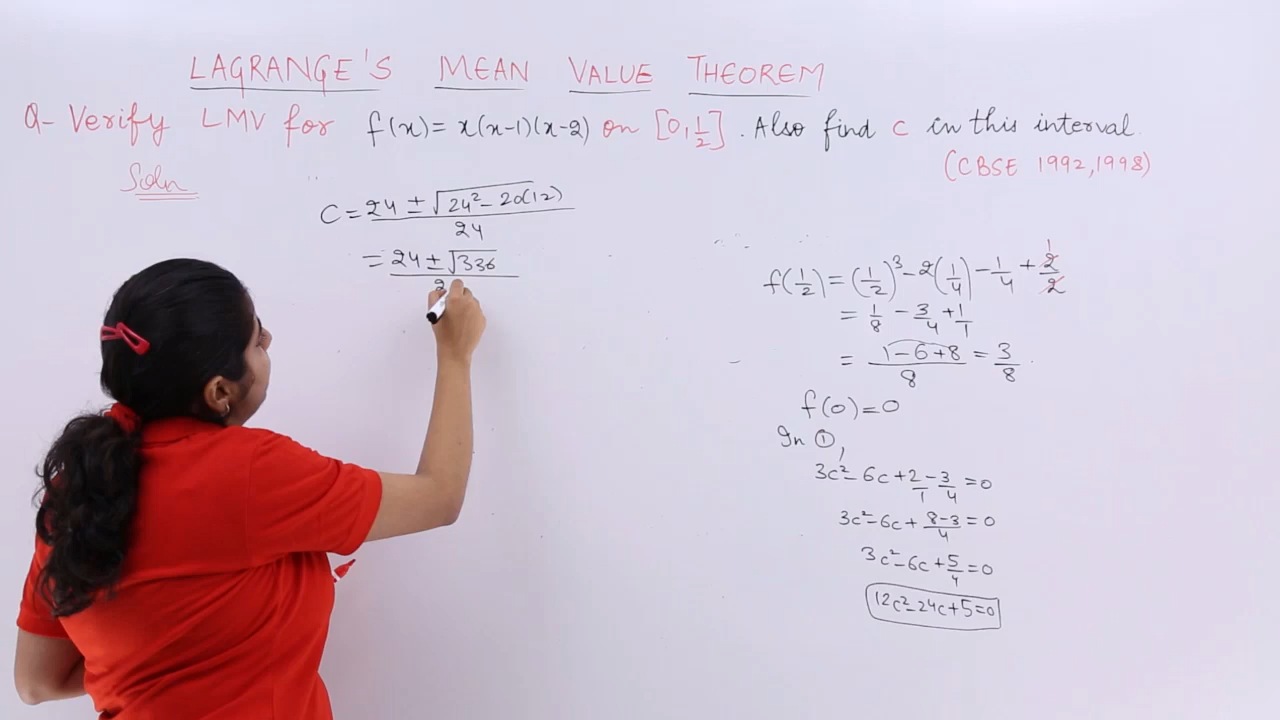 LAGRANGE'S MEAN VALUE THEOREM
Q- Verify LMV for f(x) = x(x-1)(x-2) on [0, 1/2]. Also find c in this interval.
(CBSE 1992, 1998)
Soln
C = (24 ± √(24² - 20(12)))/24
= (24 ± √336)/2
f(1/2) = (1/2)³ - 2(1/4) - 1/4 + 2/2 1
= 1/8 - 3/4 + 1/1
= (1-6+8)/8 = 3/8
f(0) = 0
In ①,
3c² - 6c + 2/1 - 3/4 = 0
3c² - 6c + (8-3)/4 = 0
3c² - 6c + 5/4 = 0
12c² - 24c + 5 = 0